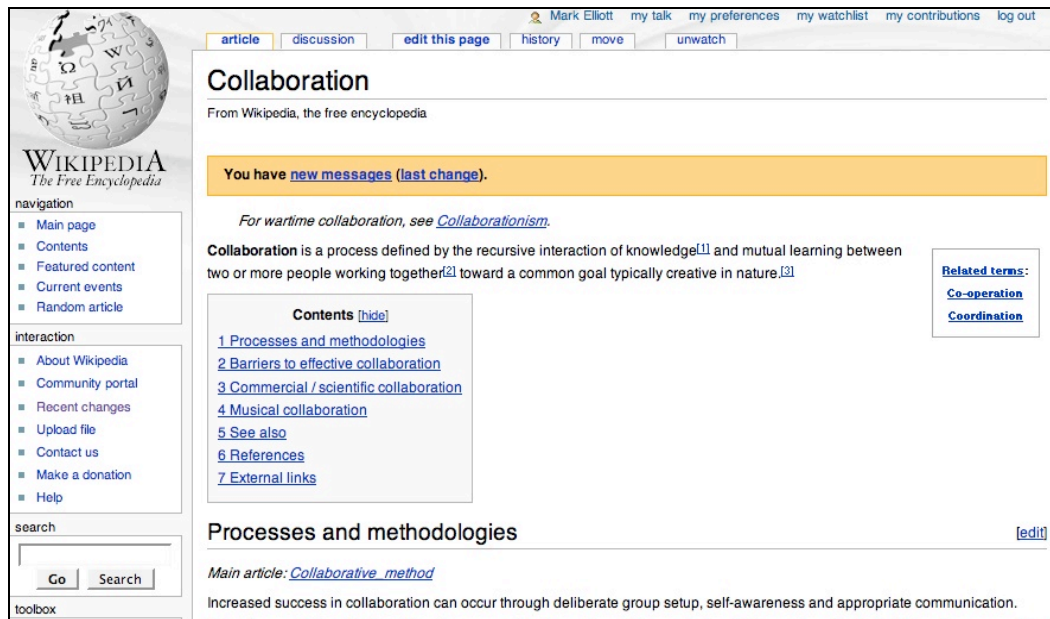 Mark Elliott my talk my preferences my watchlist my contributions log out
article discussion edit this page history move unwatch
Collaboration
From Wikipedia, the free encyclopedia
Ω
W
И
祖
WIKIPEDIA
The Free Encyclopedia
You have new messages (last change).
For wartime collaboration, see Collaborationism.
Collaboration is a process defined by the recursive interaction of knowledge[1] and mutual learning between
two or more people working together[2] toward a common goal typically creative in nature.[3]
Related terms:
Co-operation
Coordination
Contents [hide]
1 Processes and methodologies
2 Barriers to effective collaboration
3 Commercial / scientific collaboration
4 Musical collaboration
5 See also
6 References
7 External links
Processes and methodologies [edit]
Main article: Collaborative_method
Increased success in collaboration can occur through deliberate group setup, self-awareness and appropriate communication.
navigation
Main page
Contents
Featured content
Current events
Random article
interaction
About Wikipedia
Community portal
Recent changes
Upload file
Contact us
Make a donation
Help
search
Go Search
toolbox